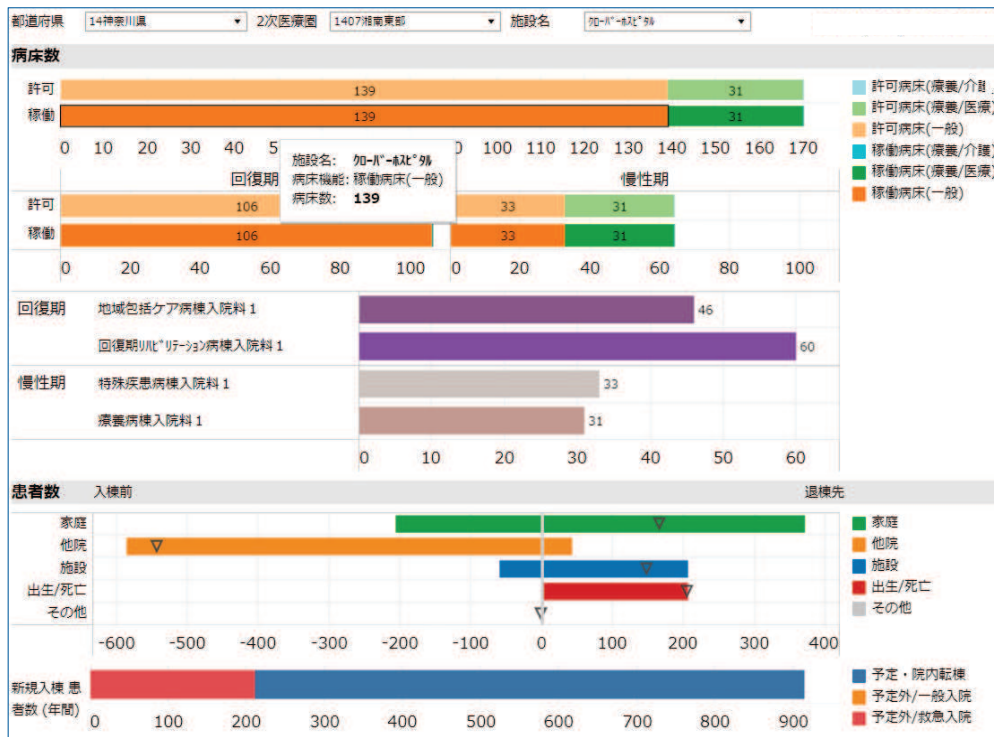 都道府県 14神奈川県 2次医療圏 1407湘南東部 施設名 ｸﾛｰﾊﾞｰﾎｽﾋﾟﾀﾙ
病床数
許可 139 31
稼働 139 31
0 10 20 30 40 5 0 100 110 120 130 140 150 160 170
許可病床(療養/介護
許可病床(療養/医療)
許可病床(一般)
稼働病床(療養/介護)
稼働病床(療養/医療)
稼働病床(一般)
施設名: ｸﾛｰﾊﾞｰﾎｽﾋﾟﾀﾙ
病床機能: 稼働病床(一般)
病床数: 139
回復期 慢性期
許可 106 33 31
稼働 106 33 31
0 20 40 60 80 100 0 20 40 60 80 100
回復期 地域包括ケア病棟入院料１ 46
回復期ﾘﾊﾋﾞﾘﾃｰｼｮﾝ病棟入院料１ 60
慢性期 特殊疾患病棟入院料１ 33
療養病棟入院料１ 31
0 10 20 30 40 50 60
患者数 入棟前 退棟先
家庭
他院
施設
出生/死亡
その他
-600 -500 -400 -300 -200 -100 0 100 200 300 400
家庭
他院
施設
出生/死亡
その他
新規入棟 患
者数 (年間)
0 100 200 300 400 500 600 700 800 900
予定・院内転棟
予定外/一般入院
予定外/救急入院